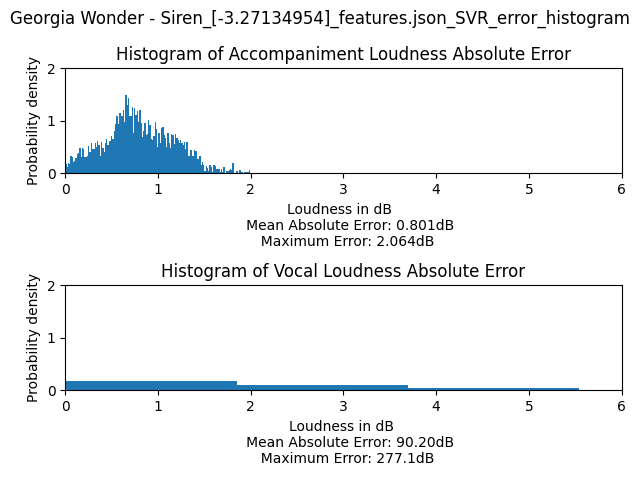 Georgia Wonder - Siren_[-3.27134954]_features.json_SVR_error_histogram
Histogram of Accompaniment Loudness Absolute Error
Probability density
2
1
0
0 1 2 3 4 5 6
Loudness in dB
Mean Absolute Error: 0.801dB
Maximum Error: 2.064dB
Histogram of Vocal Loudness Absolute Error
Probability density
2
1
0
0 1 2 3 4 5 6
Loudness in dB
Mean Absolute Error: 90.20dB
Maximum Error: 277.1dB